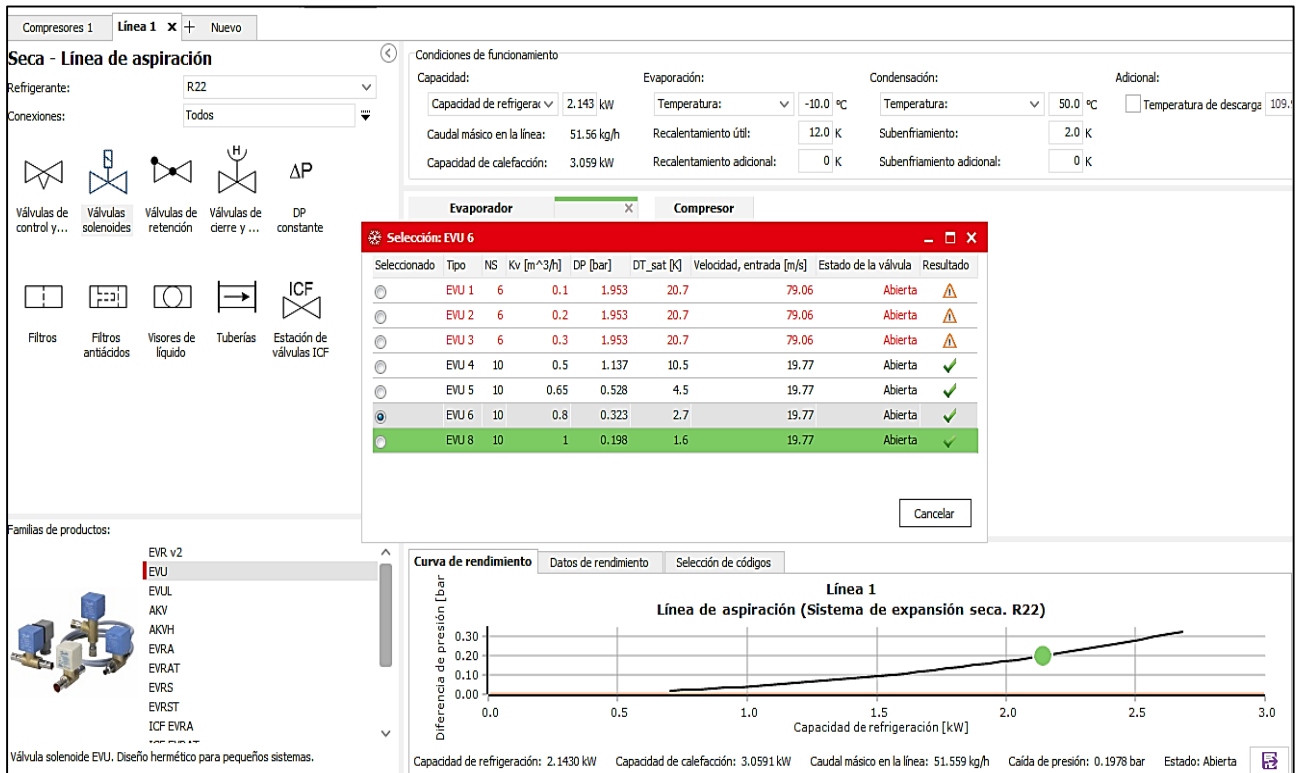 Compresores 1
Línea 1 X + Nuevo
Seca - Línea de aspiración
Refrigerante: R22
Conexiones: Todos
Válvulas de control y...
Válvulas solenoides
Válvulas de retención
Válvulas de cierre y ...
ΔP
DP constante
H
Filtros
Filtros antiácidos
Visores de líquido
Tuberías
ICF
Estación de válvulas ICF
Familias de productos:
EVR v2
EVU
EVUL
AKV
AKVH
EVRA
EVRAT
EVRS
EVRST
ICF EVRA
Válvula solenoide EVU. Diseño hermético para pequeños sistemas.
Condiciones de funcionamiento
Capacidad: Evaporación: Condensación: Adicional:
Capacidad de refrigerac 2.143 kW Temperatura: -10.0 ºC Temperatura: 50.0 ºC Temperatura de descarga 109.
Caudal másico en la línea: 51.56 kg/h Recalentamiento útil: 12.0 K Subenfriamiento: 2.0 K
Capacidad de calefacción: 3.059 kW Recalentamiento adicional: 0 K Subenfriamiento adicional: 0 K
Evaporador X Compresor
Selección: EVU 6
Seleccionado Tipo NS Kv [m^3/h] DP [bar] DT_sat [K] Velocidad, entrada [m/s] Estado de la válvula Resultado
EVU 1 6 0.1 1.953 20.7 79.06 Abierta
EVU 2 6 0.2 1.953 20.7 79.06 Abierta
EVU 3 6 0.3 1.953 20.7 79.06 Abierta
EVU 4 10 0.5 1.137 10.5 19.77 Abierta
EVU 5 10 0.65 0.528 4.5 19.77 Abierta
EVU 6 10 0.8 0.323 2.7 19.77 Abierta
EVU 8 10 1 0.198 1.6 19.77 Abierta
Cancelar
Curva de rendimiento Datos de rendimiento Selección de códigos
Línea 1
Línea de aspiración (Sistema de expansión seca. R22)
Diferencia de presión [bar
0.30
0.20
0.10
0.00
0.0 0.5 1.0 1.5 2.0 2.5 3.0
Capacidad de refrigeración [kW]
Capacidad de refrigeración: 2.1430 kW Capacidad de calefacción: 3.0591 kW Caudal másico en la línea: 51.559 kg/h Caída de presión: 0.1978 bar Estado: Abierta